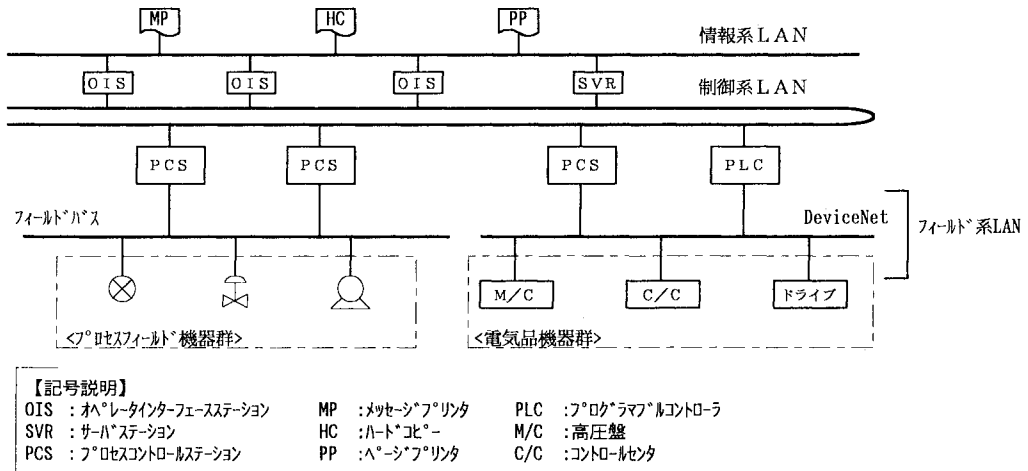 MP HC PP
情報系LAN
OIS OIS OIS SVR
制御系LAN
PCS PCS PCS PLC
フィールドバス
DeviceNet
フィールド系LAN
M/C C/C ドライブ
<プロセスフィールド機器群>
<電気品機器群>
【記号説明】
OIS :オペレータインターフェースステーション MP :メッセージプリンタ PLC :プログラマブルコントローラ
SVR :サーバステーション HC :ハードコピー M/C :高圧盤
PCS :プロセスコントロールステーション PP :ページプリンタ C/C :コントロールセンタ